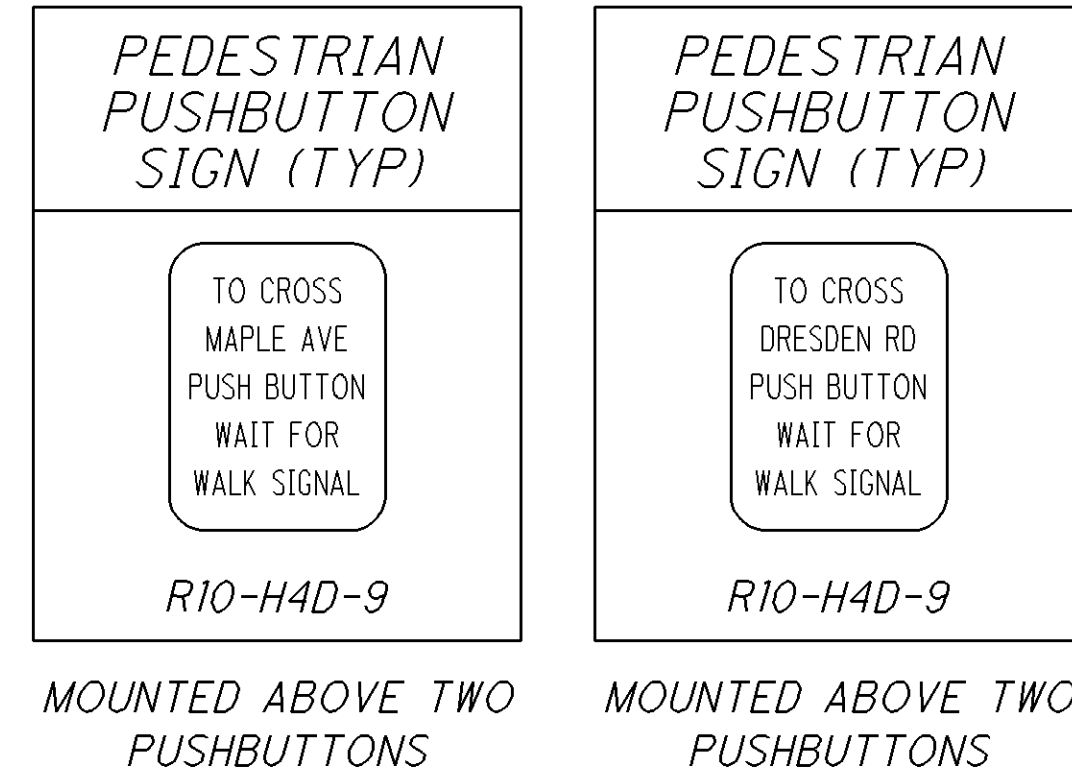 PEDESTRIAN
PUSHBUTTON
SIGN (TYP)
TO CROSS
MAPLE AVE
PUSH BUTTON
WAIT FOR
WALK SIGNAL
R10-H4D-9
MOUNTED ABOVE TWO
PUSHBUTTONS
PEDESTRIAN
PUSHBUTTON
SIGN (TYP)
TO CROSS
DRESDEN RD
PUSH BUTTON
WAIT FOR
WALK SIGNAL
R10-H4D-9
MOUNTED ABOVE TWO
PUSHBUTTONS